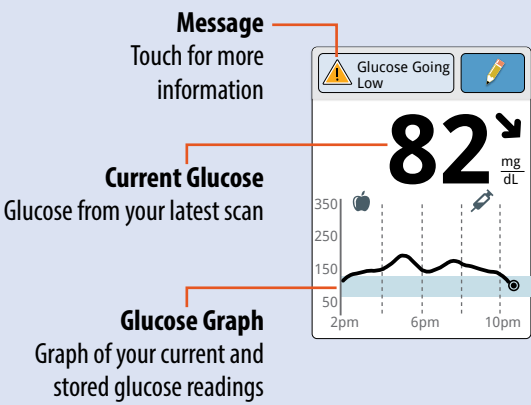 Message
Touch for more
information
Glucose Going
Low
82
mg
dL
Current Glucose
Glucose from your latest scan
350
250
150
50
2pm 6pm 10pm
Glucose Graph
Graph of your current and
stored glucose readings